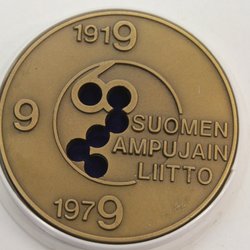 1919
9
SUOMEN
AMPUJAIN
LIITTO
1979